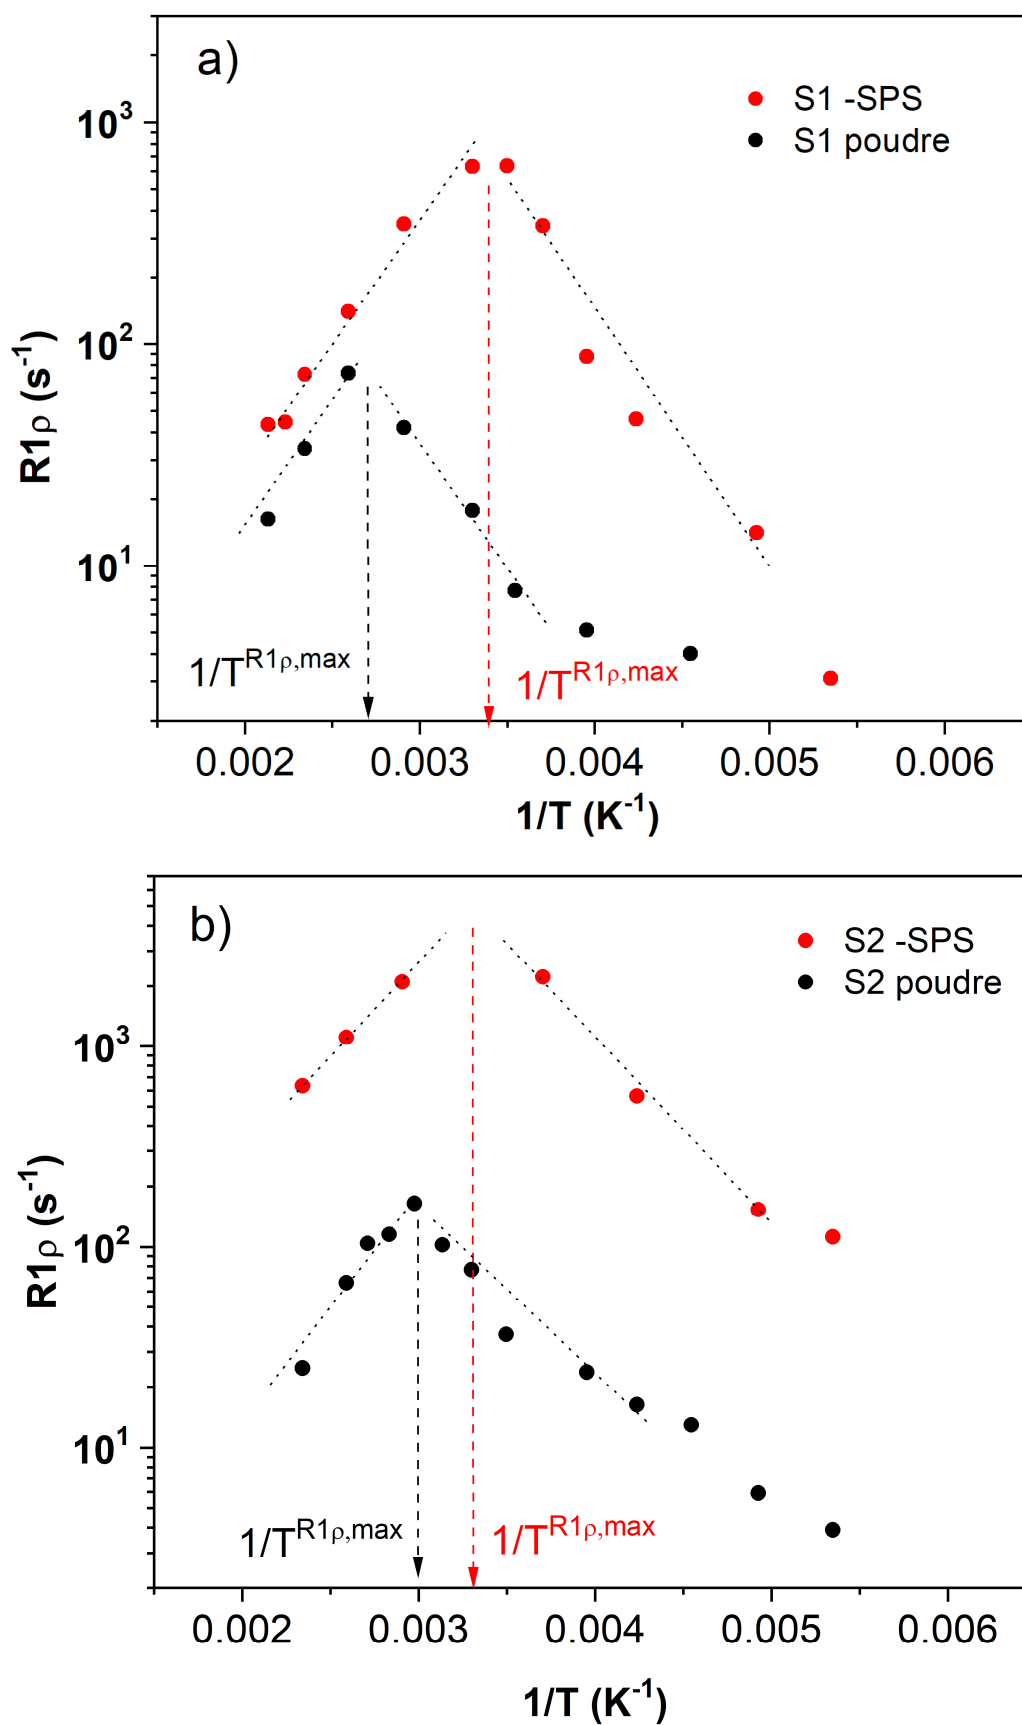 a)
S1 -SPS
S1 poudre
10³
10²
10¹
R1ρ (s⁻¹)
1/T^R1ρ,max
1/T^R1ρ,max
0.002 0.003 0.004 0.005 0.006
1/T (K⁻¹)
b)
S2 -SPS
S2 poudre
10³
10²
10¹
R1ρ (s⁻¹)
1/T^R1ρ,max
1/T^R1ρ,max
0.002 0.003 0.004 0.005 0.006
1/T (K⁻¹)